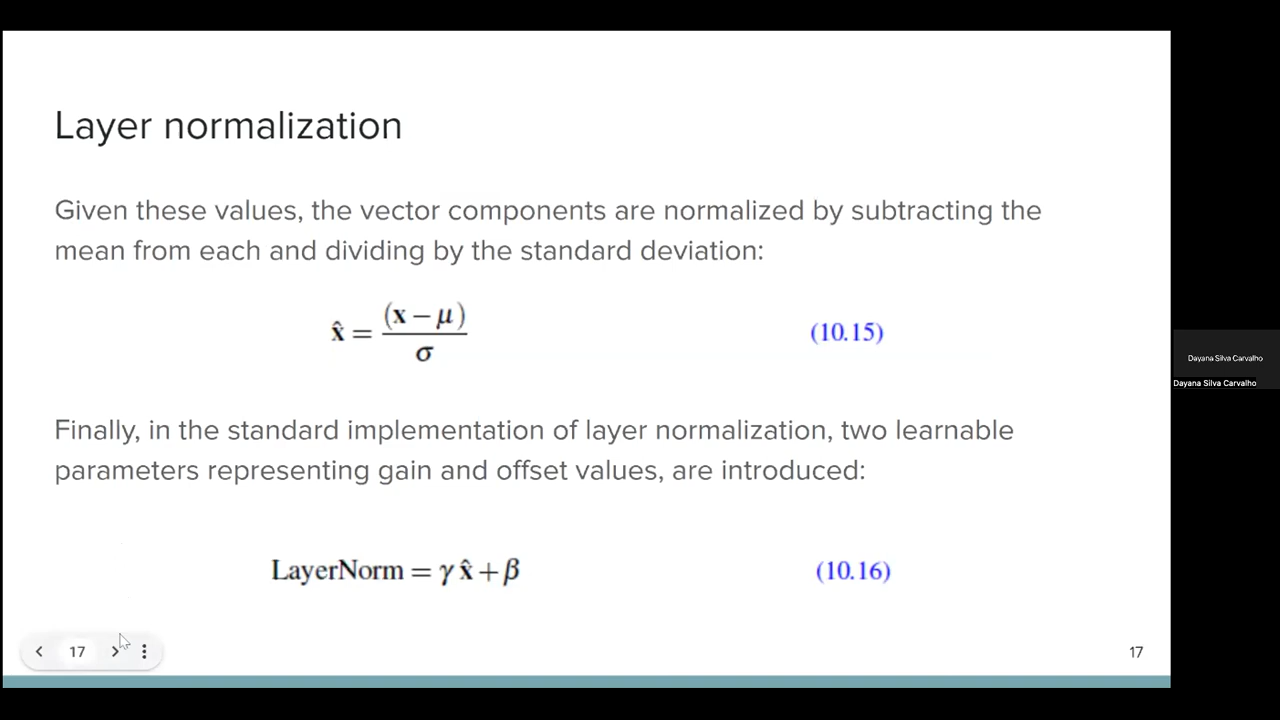 Layer normalization
Given these values, the vector components are normalized by subtracting the
mean from each and dividing by the standard deviation:
x̂ = (x − μ) / σ (10.15)
Finally, in the standard implementation of layer normalization, two learnable
parameters representing gain and offset values, are introduced:
LayerNorm = γ x̂ + β (10.16)
17
17
Dayana Silva Carvalho
Dayana Silva Carvalho